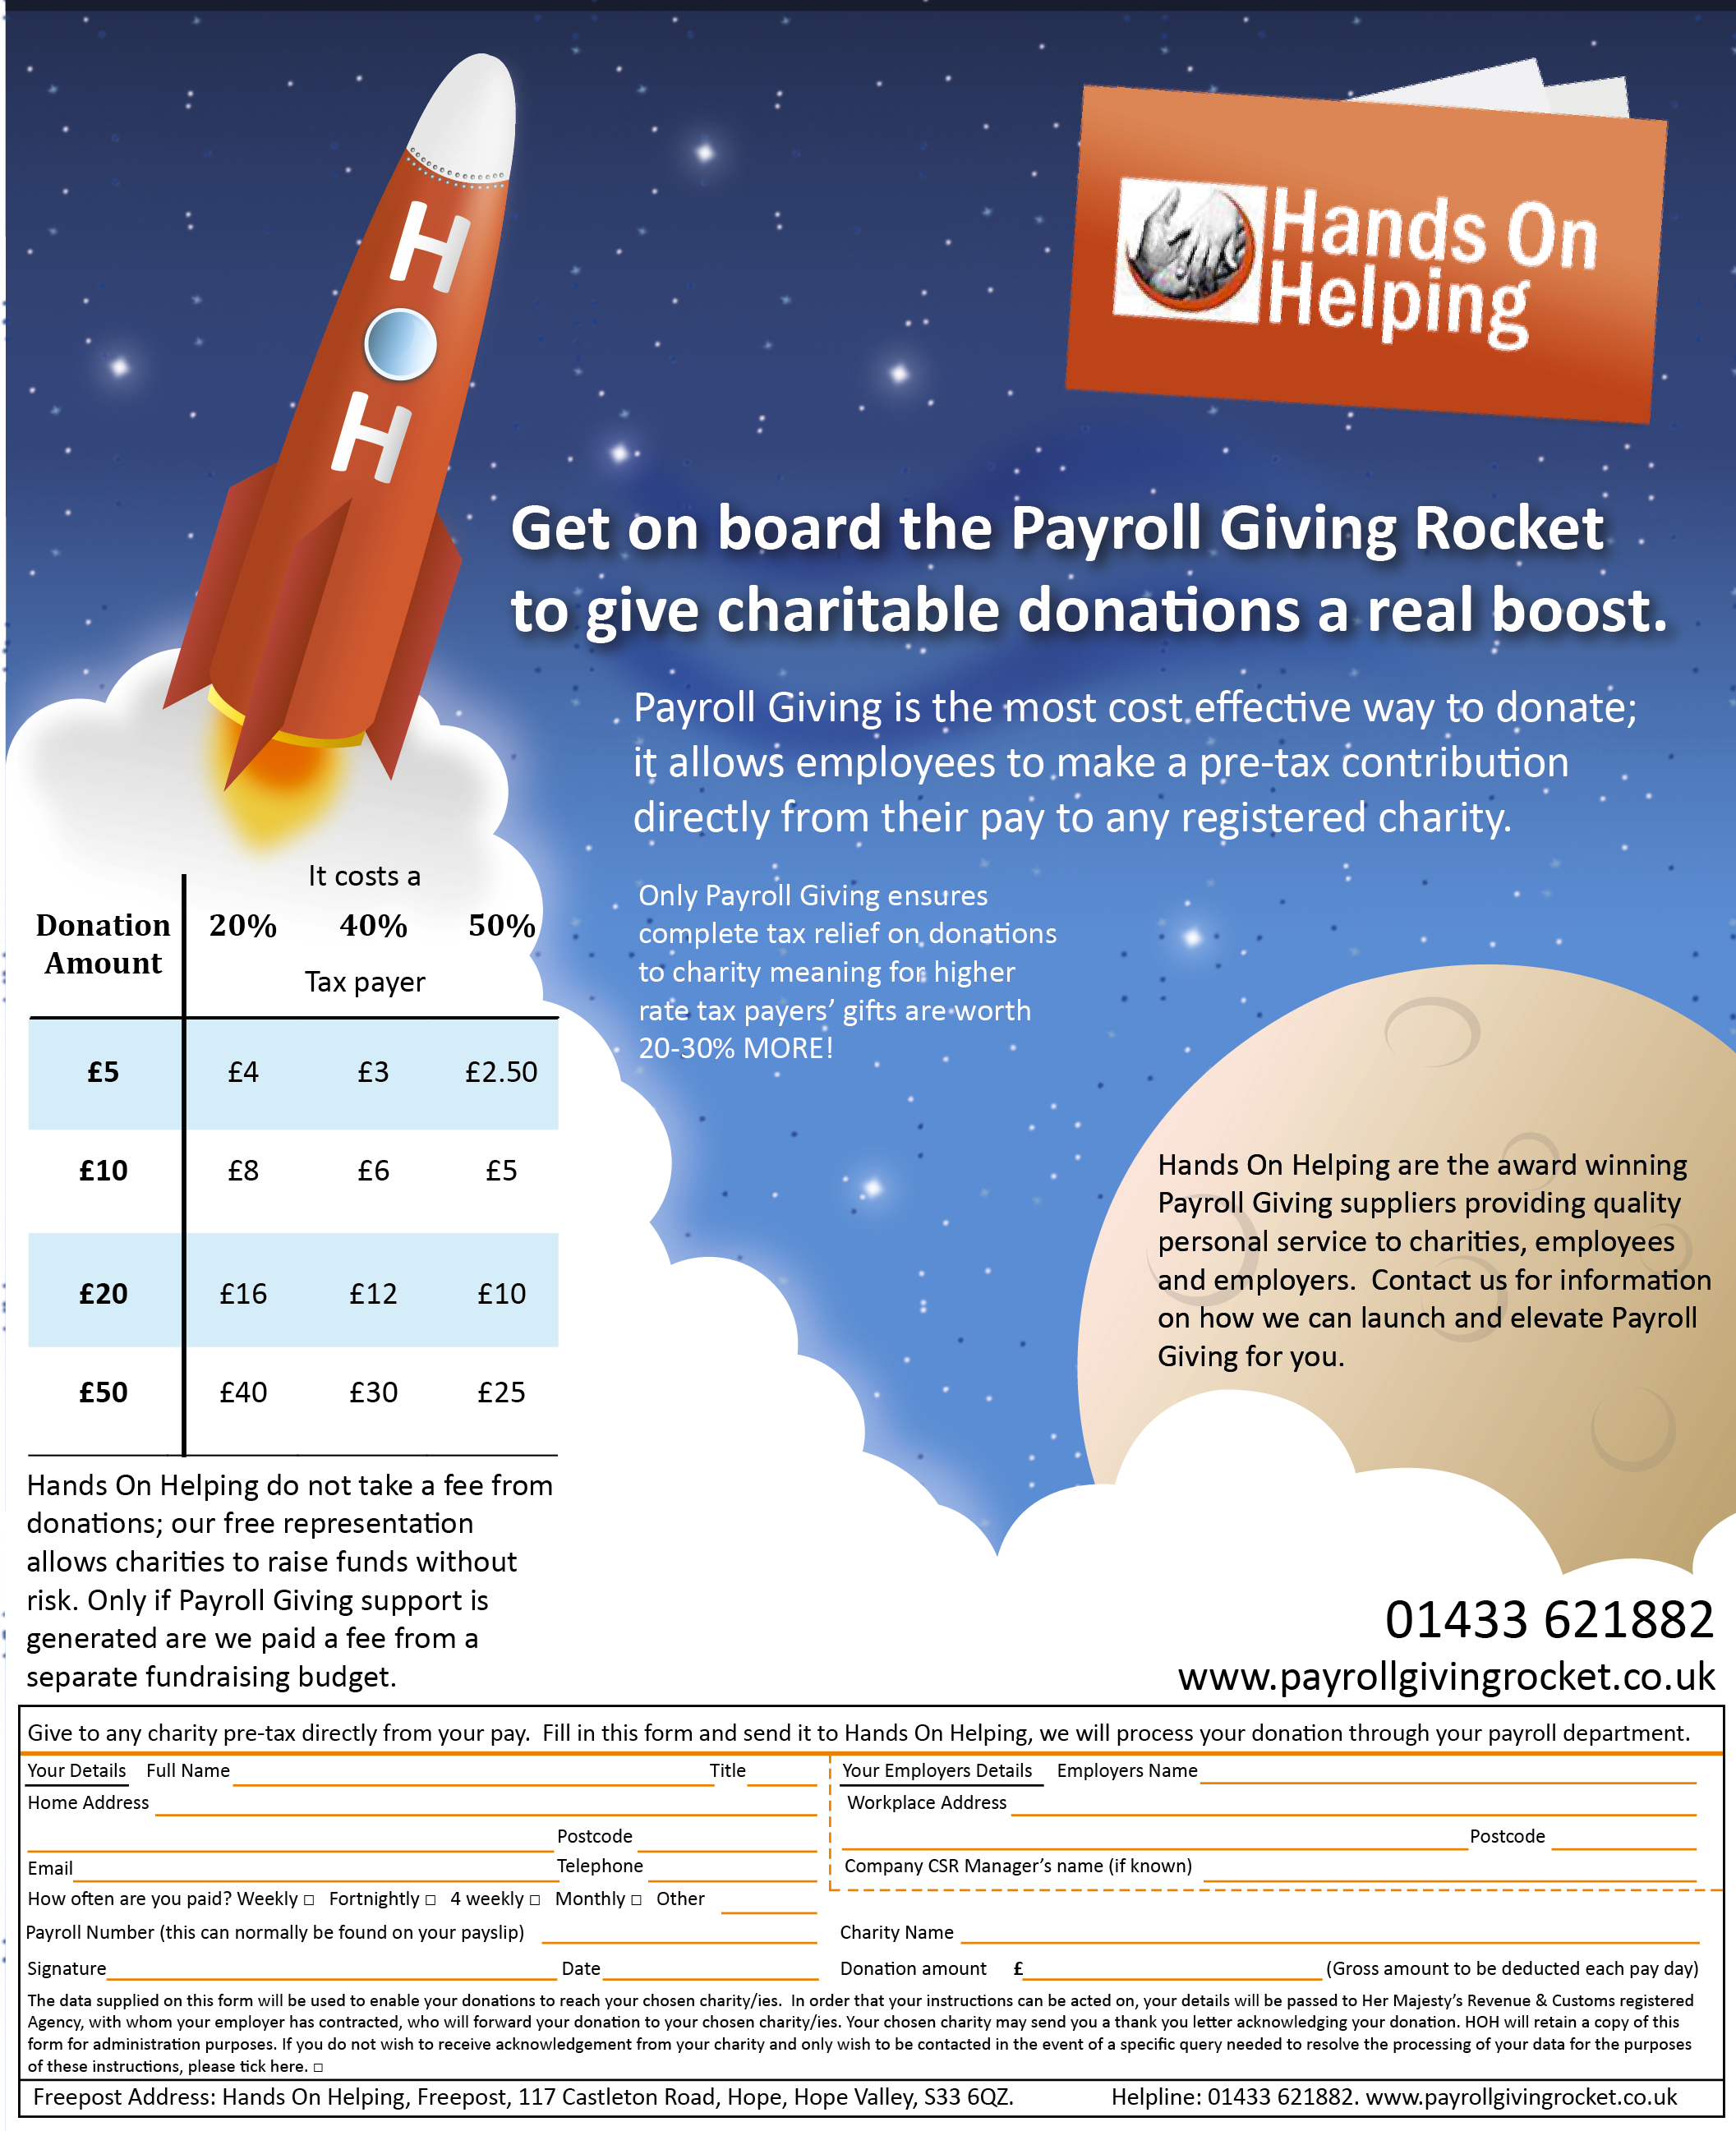 H
H
Hands On
Helping
Get on board the Payroll Giving Rocket
to give charitable donations a real boost.
Payroll Giving is the most cost effective way to donate;
it allows employees to make a pre-tax contribution
directly from their pay to any registered charity.
Only Payroll Giving ensures
complete tax relief on donations
to charity meaning for higher
rate tax payers’ gifts are worth
20-30% MORE!
It costs a
Donation Amount 20% 40% 50%
Tax payer
£5 £4 £3 £2.50
£10 £8 £6 £5
£20 £16 £12 £10
£50 £40 £30 £25
Hands On Helping are the award winning
Payroll Giving suppliers providing quality
personal service to charities, employees
and employers.  Contact us for information
on how we can launch and elevate Payroll
Giving for you.
Hands On Helping do not take a fee from
donations; our free representation
allows charities to raise funds without
risk. Only if Payroll Giving support is
generated are we paid a fee from a
separate fundraising budget.
01433 621882
www.payrollgivingrocket.co.uk
Give to any charity pre-tax directly from your pay.  Fill in this form and send it to Hands On Helping, we will process your donation through your payroll department.
Your Details Full Name Title
Home Address
Postcode
Email Telephone
Your Employers Details Employers Name
Workplace Address
Postcode
Company CSR Manager’s name (if known)
How often are you paid? Weekly □ Fortnightly □ 4 weekly □ Monthly □ Other
Payroll Number (this can normally be found on your payslip) Charity Name
Signature Date Donation amount £ (Gross amount to be deducted each pay day)
The data supplied on this form will be used to enable your donations to reach your chosen charity/ies.  In order that your instructions can be acted on, your details will be passed to Her Majesty’s Revenue & Customs registered
Agency, with whom your employer has contracted, who will forward your donation to your chosen charity/ies. Your chosen charity may send you a thank you letter acknowledging your donation. HOH will retain a copy of this
form for administration purposes. If you do not wish to receive acknowledgement from your charity and only wish to be contacted in the event of a specific query needed to resolve the processing of your data for the purposes
of these instructions, please tick here. □
Freepost Address: Hands On Helping, Freepost, 117 Castleton Road, Hope, Hope Valley, S33 6QZ. Helpline: 01433 621882. www.payrollgivingrocket.co.uk